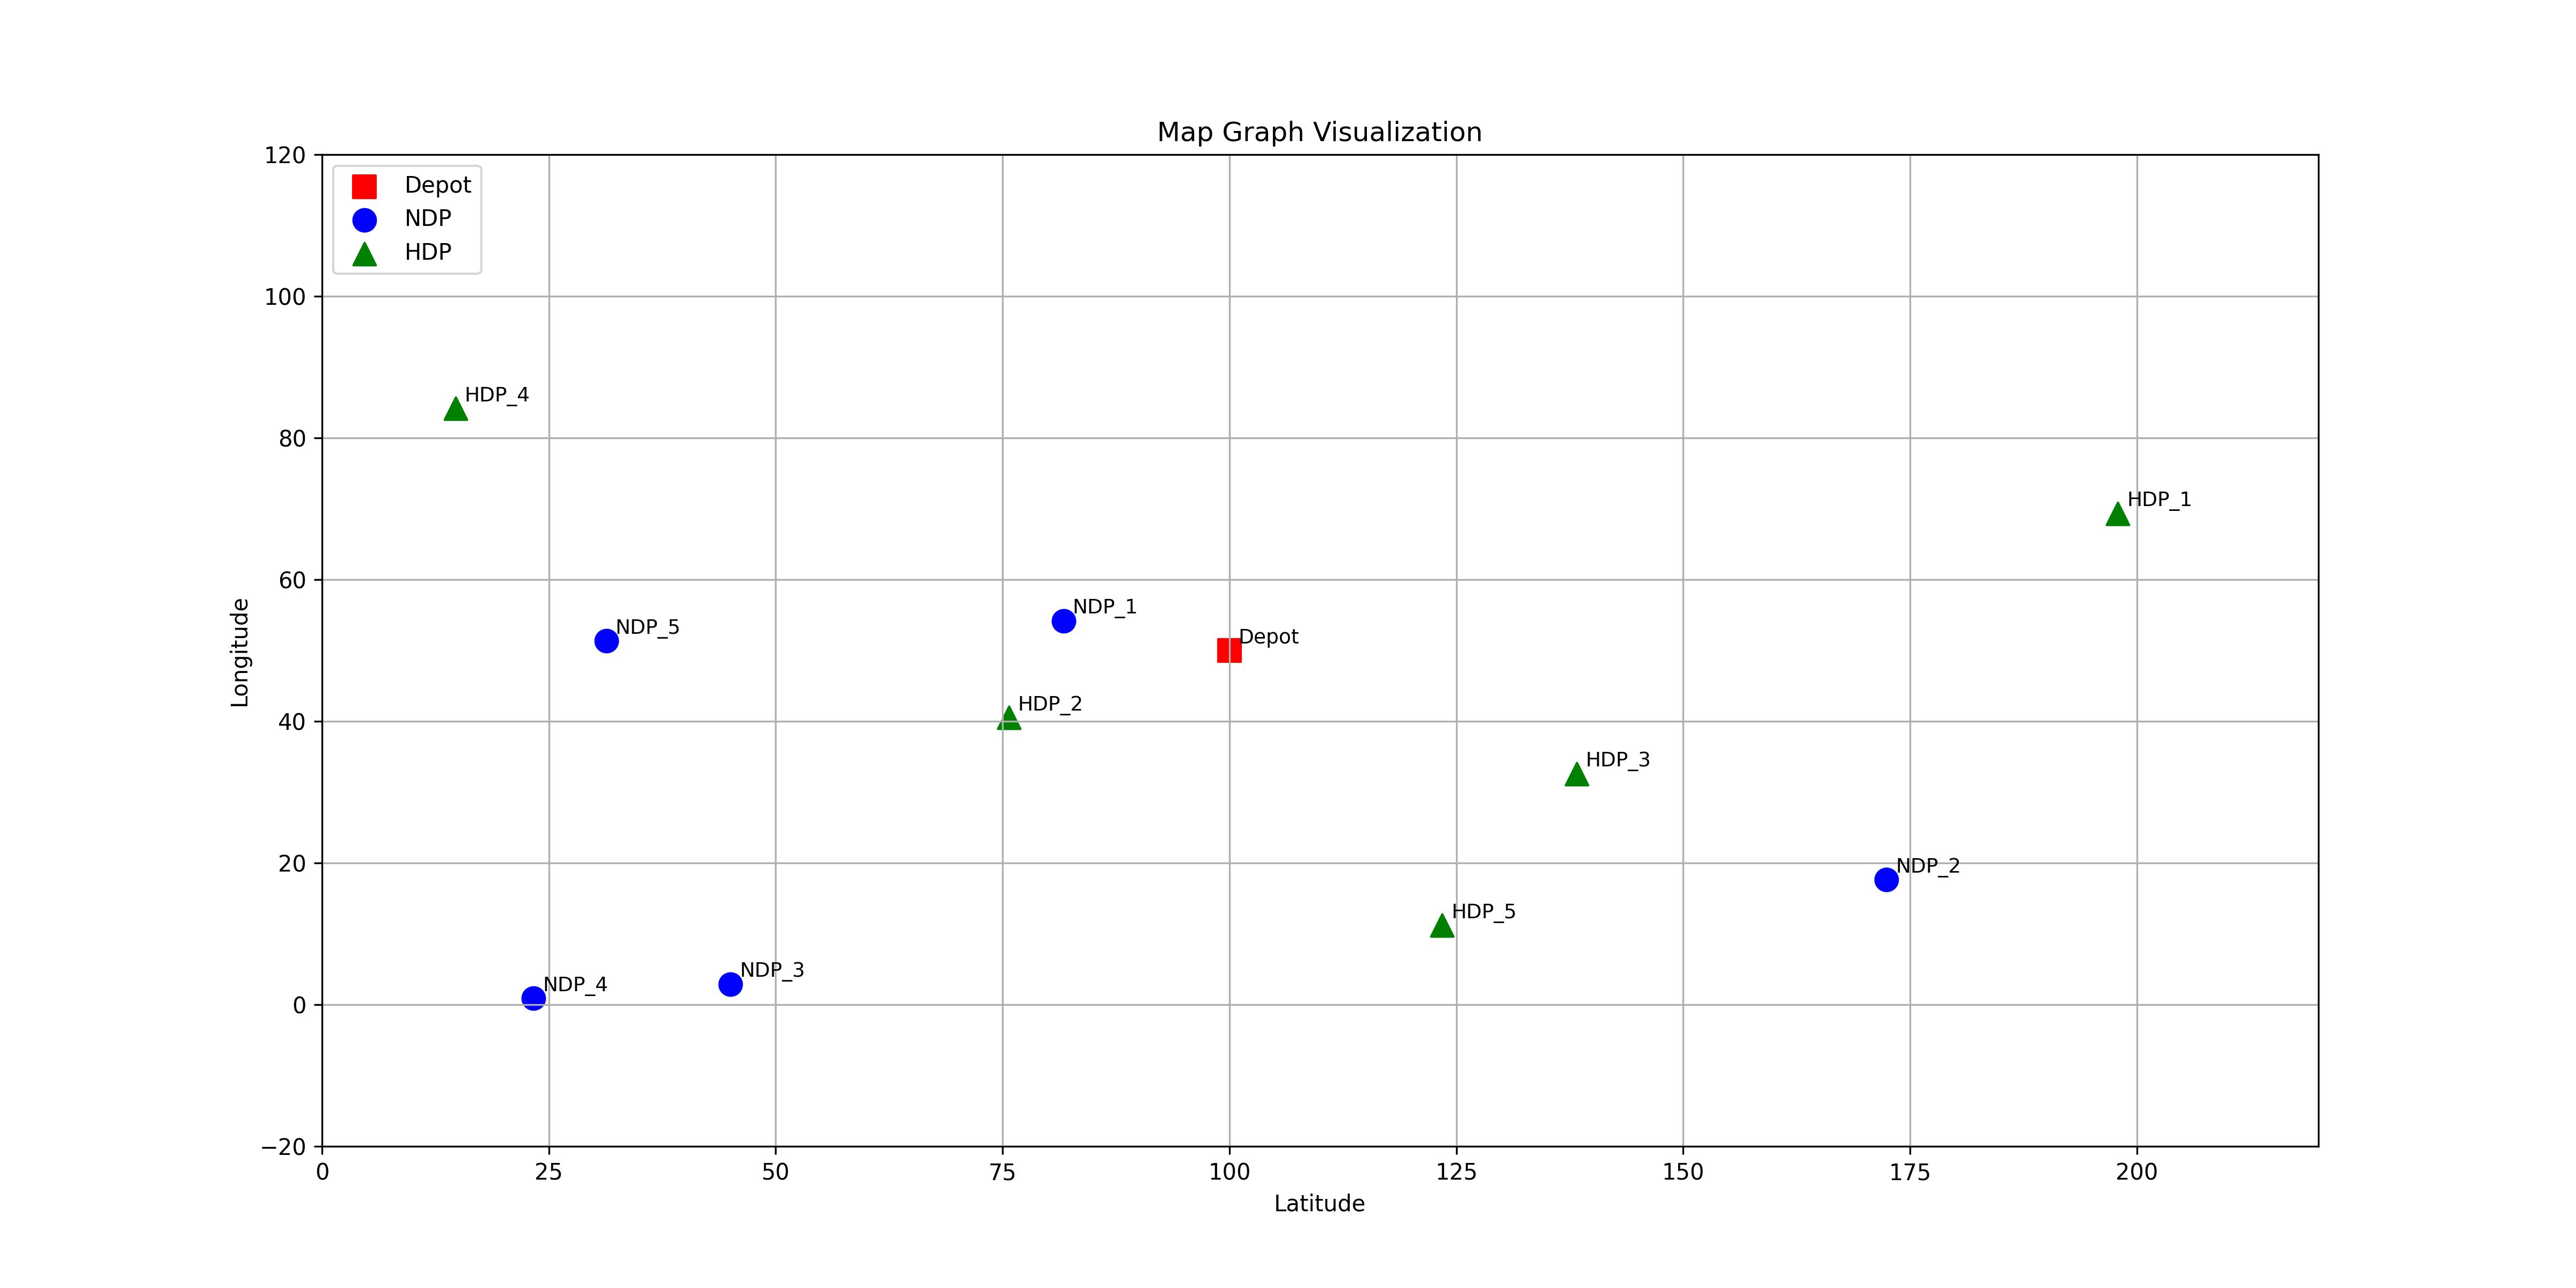 Map Graph Visualization
120
100
80
60
40
20
0
−20
Longitude
Depot
NDP
HDP
HDP_4
HDP_1
NDP_1
NDP_5
Depot
HDP_2
HDP_3
NDP_2
HDP_5
NDP_3
NDP_4
0 25 50 75 100 125 150 175 200
Latitude